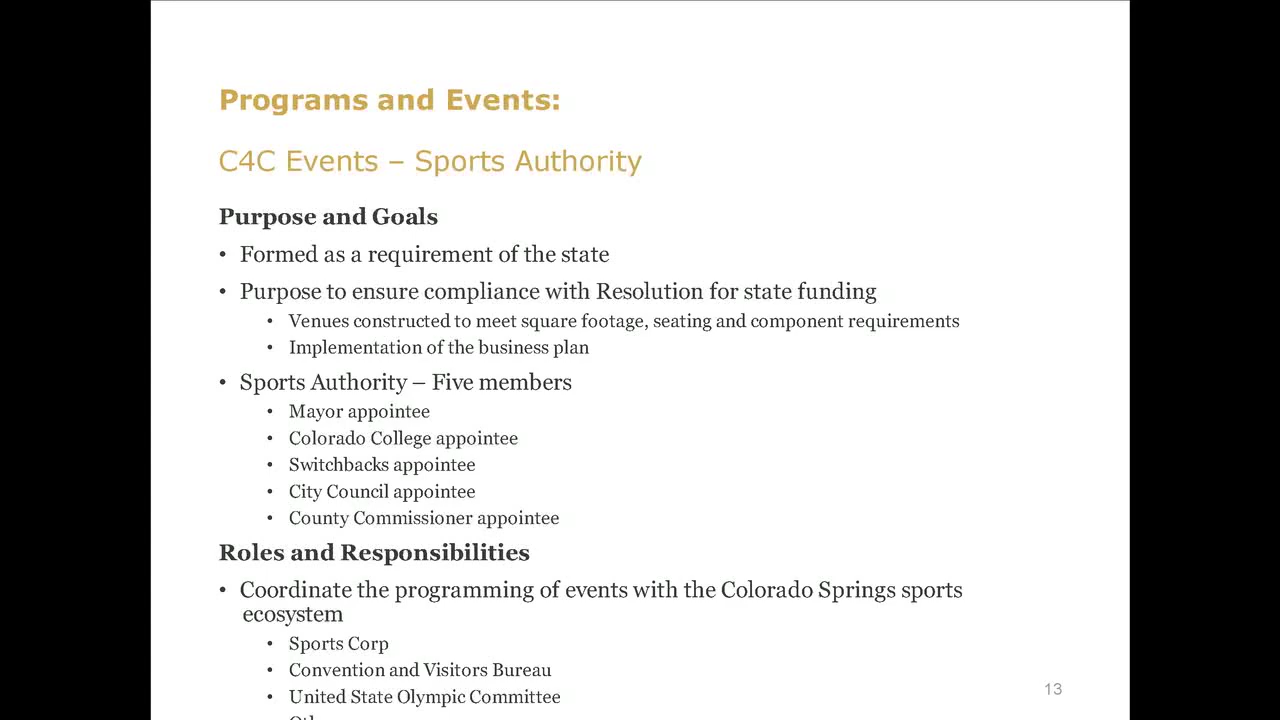 Programs and Events:
C4C Events – Sports Authority
Purpose and Goals
• Formed as a requirement of the state
• Purpose to ensure compliance with Resolution for state funding
• Venues constructed to meet square footage, seating and component requirements
• Implementation of the business plan
• Sports Authority – Five members
• Mayor appointee
• Colorado College appointee
• Switchbacks appointee
• City Council appointee
• County Commissioner appointee
Roles and Responsibilities
• Coordinate the programming of events with the Colorado Springs sports
ecosystem
• Sports Corp
• Convention and Visitors Bureau
• United State Olympic Committee
13